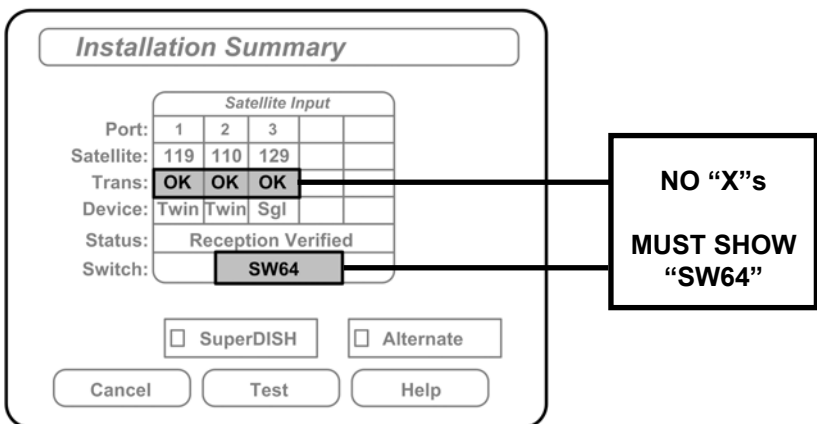 Installation Summary
Satellite Input
Port: 1 2 3
Satellite: 119 110 129
Trans: OK OK OK
Device: Twin Twin Sgl
Status: Reception Verified
Switch: SW64
SuperDISH Alternate
Cancel Test Help
NO “X”s
MUST SHOW
“SW64”